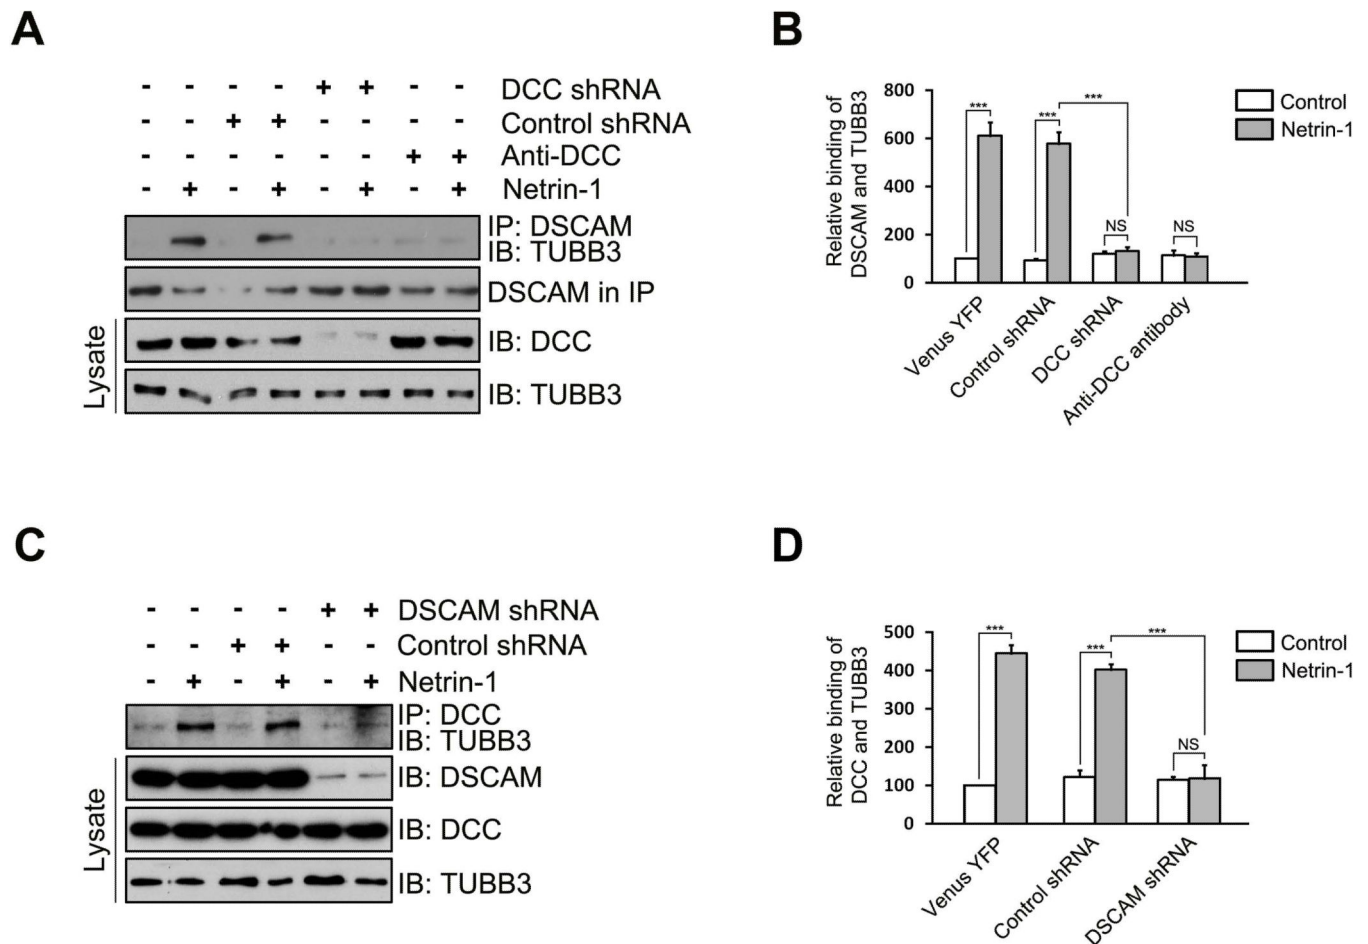 A
- - - - + + - - DCC shRNA
- - + + - - - - Control shRNA
- - - - - - + + Anti-DCC
- + - + - + - + Netrin-1
IP: DSCAM
IB: TUBB3
DSCAM in IP
IB: DCC
IB: TUBB3
Lysate
B
Relative binding of
DSCAM and TUBB3
800
600
400
200
0
***
***
***
NS
NS
Control
Netrin-1
Venus YFP
Control shRNA
DCC shRNA
Anti-DCC antibody
C
- - - - + + DSCAM shRNA
- - + + - - Control shRNA
- + - + - + Netrin-1
IP: DCC
IB: TUBB3
IB: DSCAM
IB: DCC
IB: TUBB3
Lysate
D
Relative binding of
DCC and TUBB3
500
400
300
200
100
0
***
***
***
NS
Control
Netrin-1
Venus YFP
Control shRNA
DSCAM shRNA